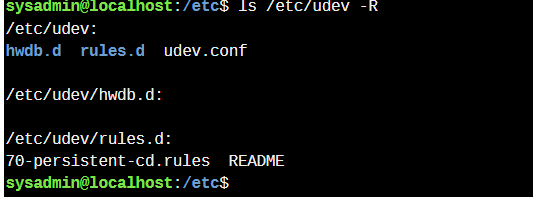 sysadmin@localhost:/etc$ ls /etc/udev -R
/etc/udev:
hwdb.d  rules.d  udev.conf

/etc/udev/hwdb.d:

/etc/udev/rules.d:
70-persistent-cd.rules  README
sysadmin@localhost:/etc$